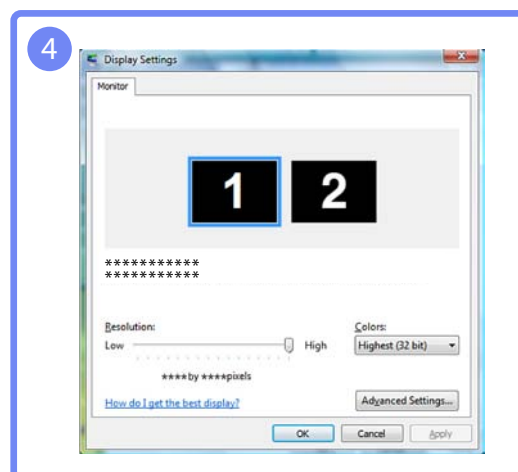 4
Display Settings
Monitor
1 2
***********
***********
Resolution: Colors:
Low High Highest (32 bit)
****by ****pixels
How do I get the best display? Advanced Settings...
OK Cancel Apply